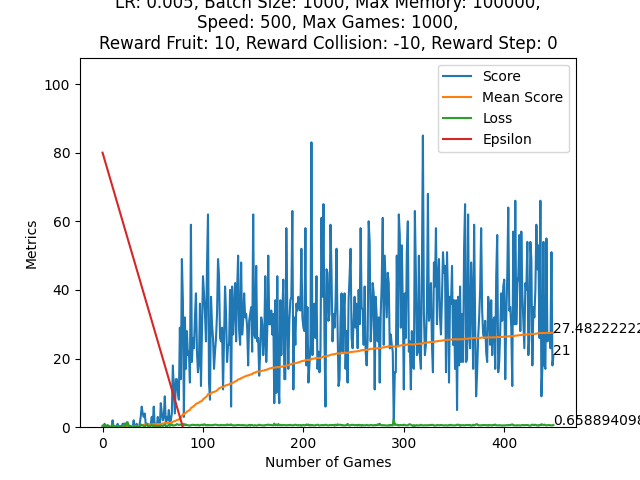 LR: 0.005, Batch Size: 1000, Max Memory: 100000,
Speed: 500, Max Games: 1000,
Reward Fruit: 10, Reward Collision: -10, Reward Step: 0
Score
Mean Score
Loss
Epsilon
Metrics
100
80
60
40
20
0
27.48222222
21
0.658894098
0
100
200
300
400
Number of Games